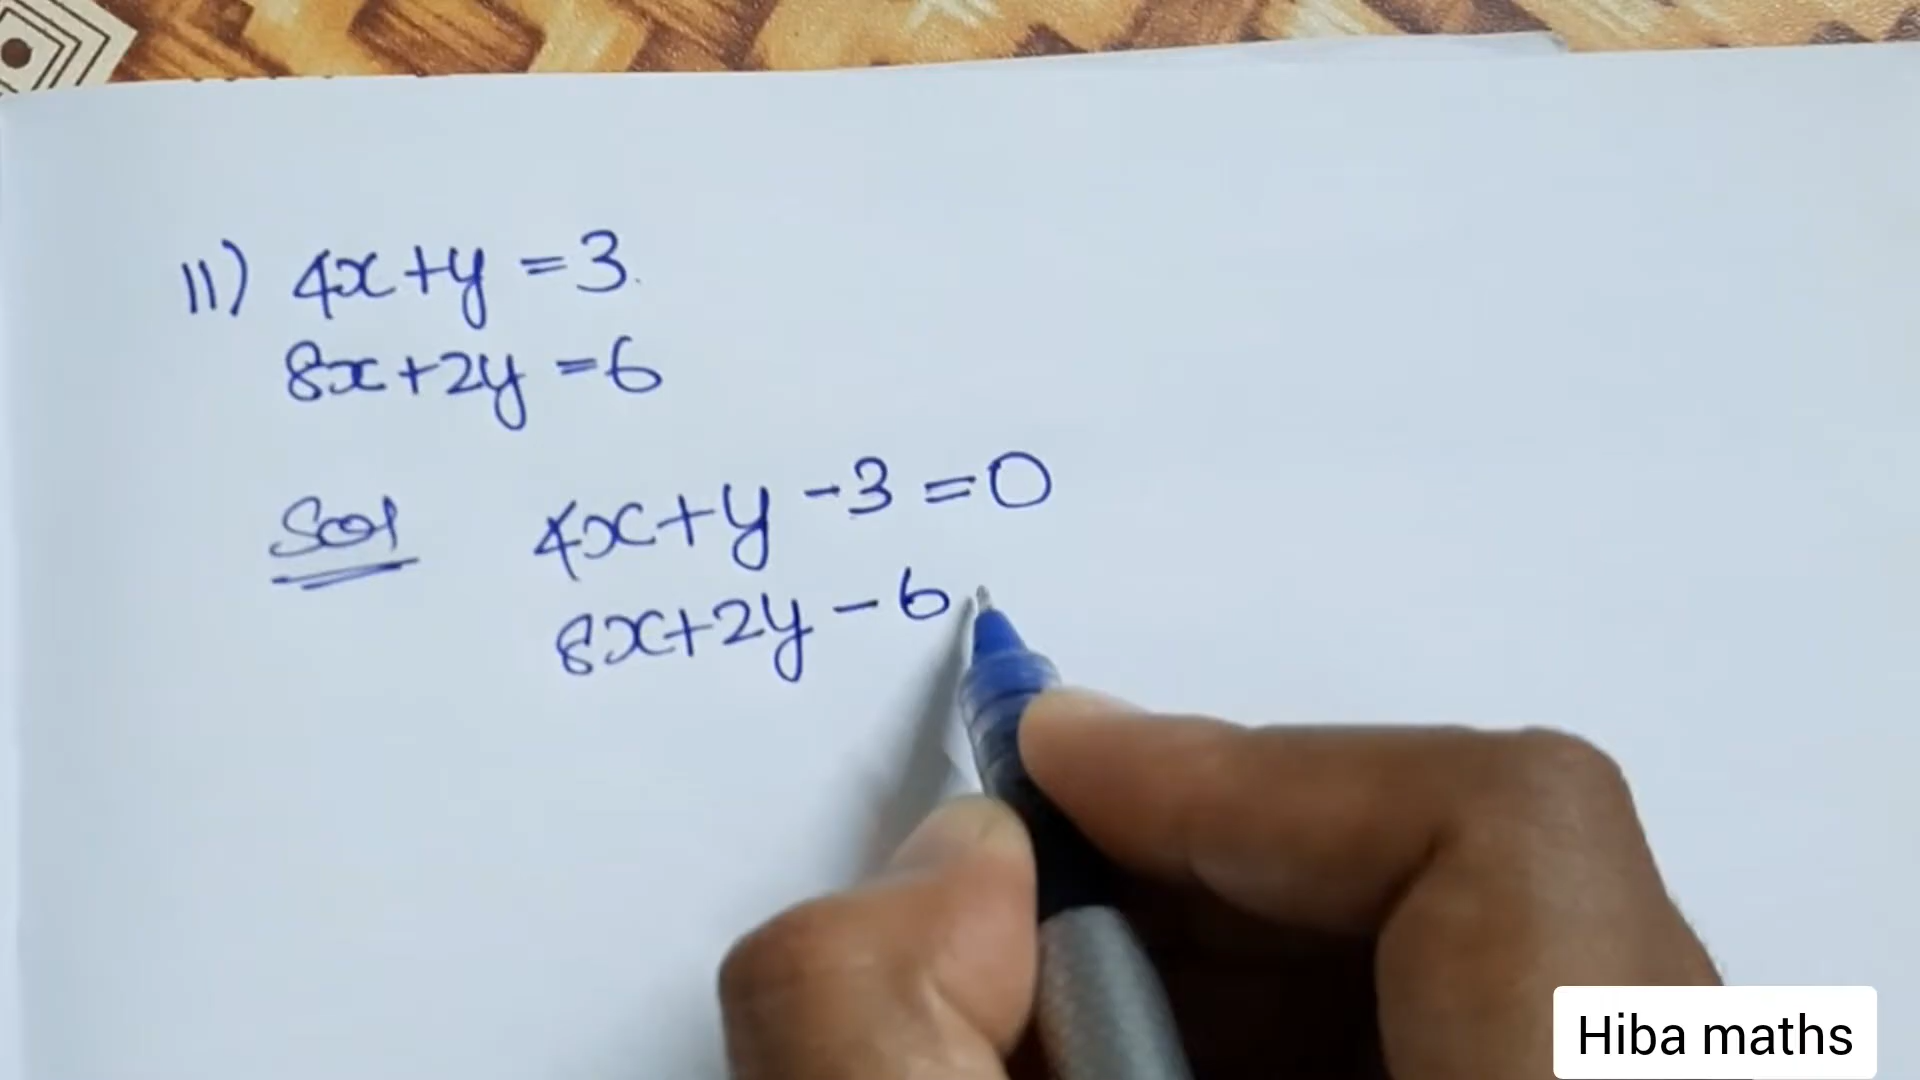 11) 4x+y=3
8x+2y=6
Sol 4x+y-3=0
8x+2y-6
Hiba maths